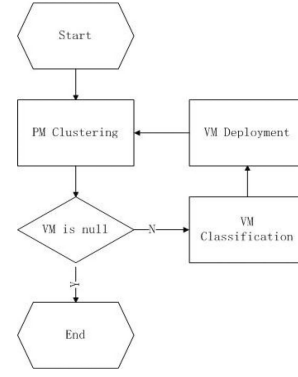 Start
PM Clustering
VM Deployment
VM is null
N
VM
Classification
Y
End